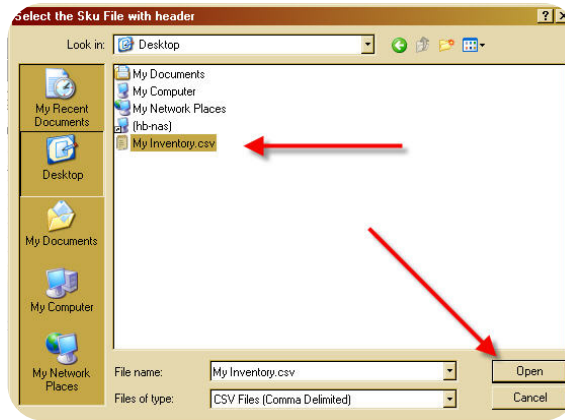 Select the Sku File with header
Look in:
Desktop
My Recent
Documents
Desktop
My Documents
My Computer
My Network
Places
My Documents
My Computer
My Network Places
(hb-nas)
My Inventory.csv
File name:
My Inventory.csv
Open
Files of type:
CSV Files (Comma Delimited)
Cancel